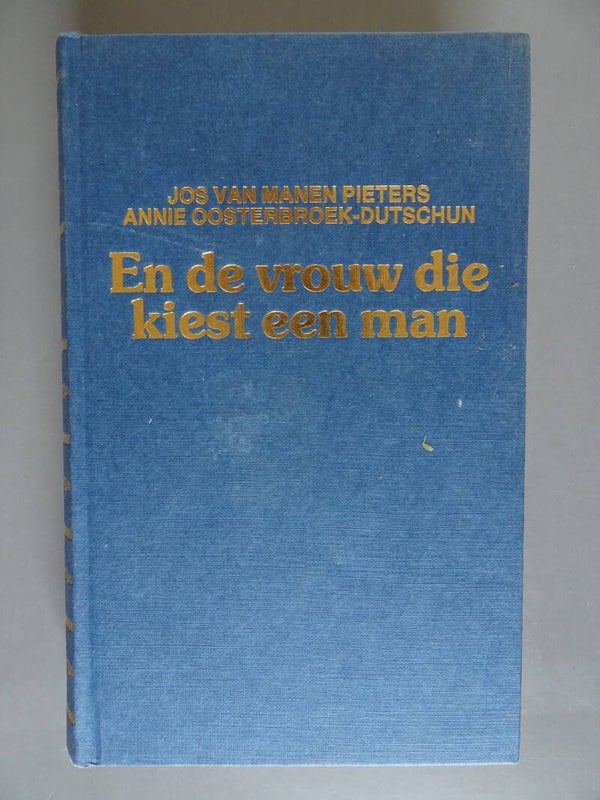 JOS VAN MANEN PIETERS
ANNIE OOSTERBROEK-DUTSCHUN
En de vrouw die
kiest een man